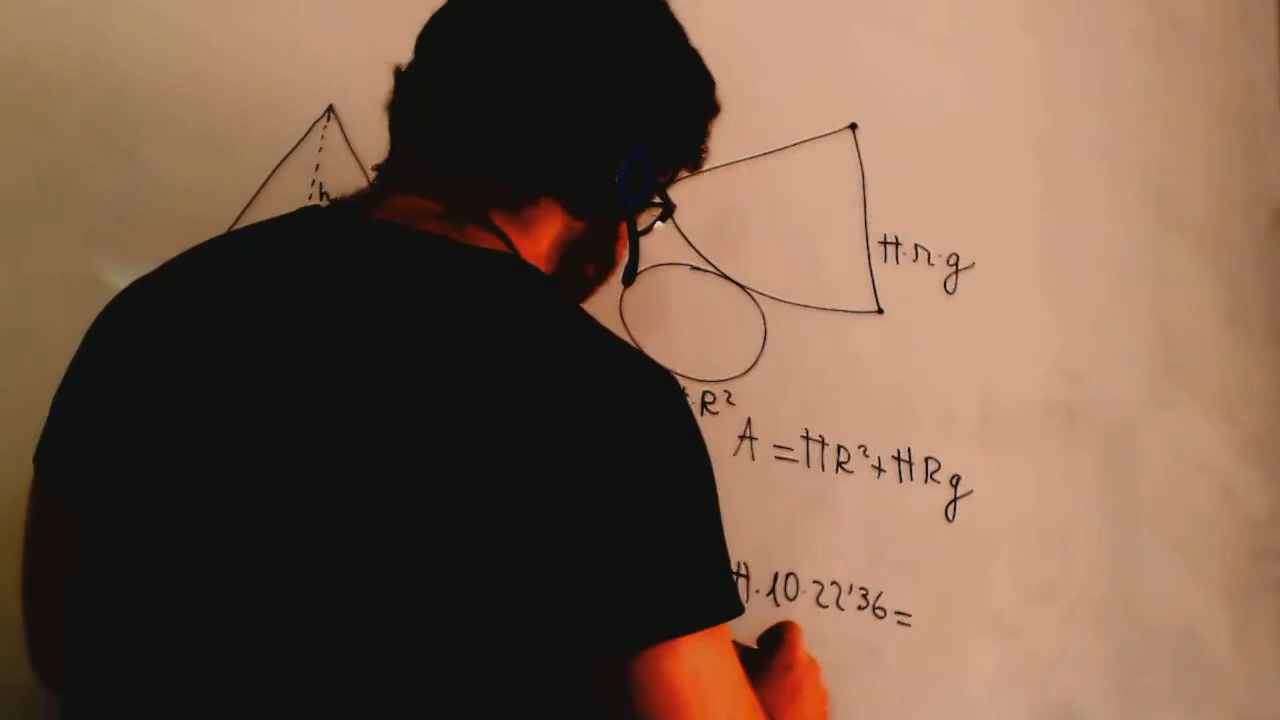 h
π·r·g
·R²
A = πR² + πRg
π·10·22'36=